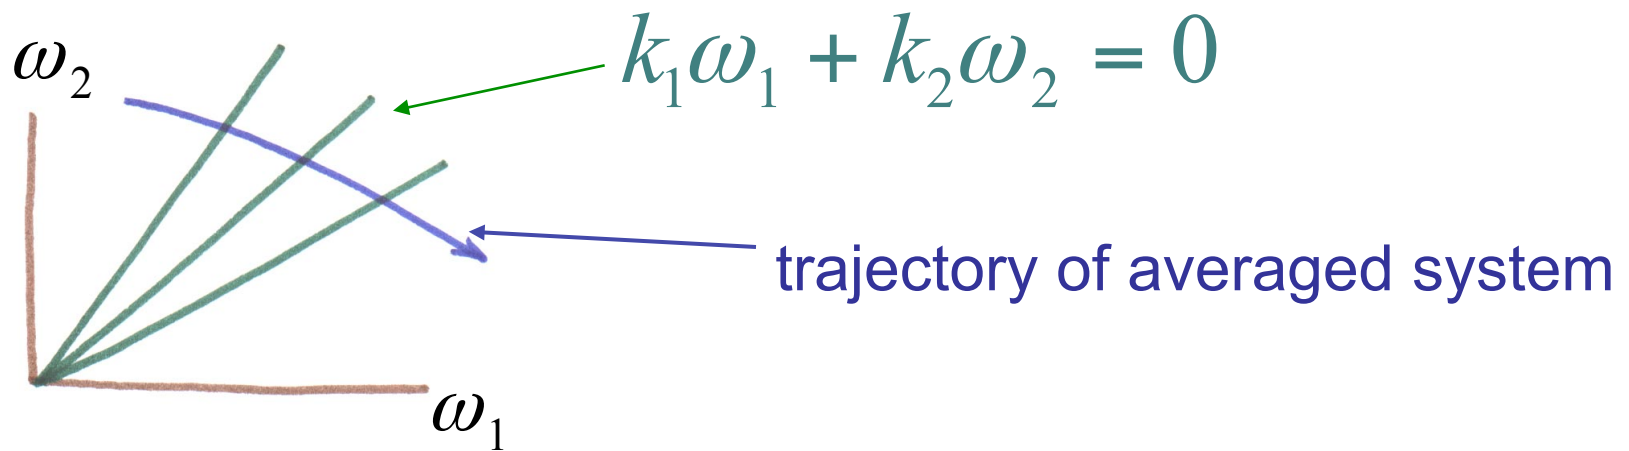 ω₂
k₁ω₁ + k₂ω₂ = 0
trajectory of averaged system
ω₁